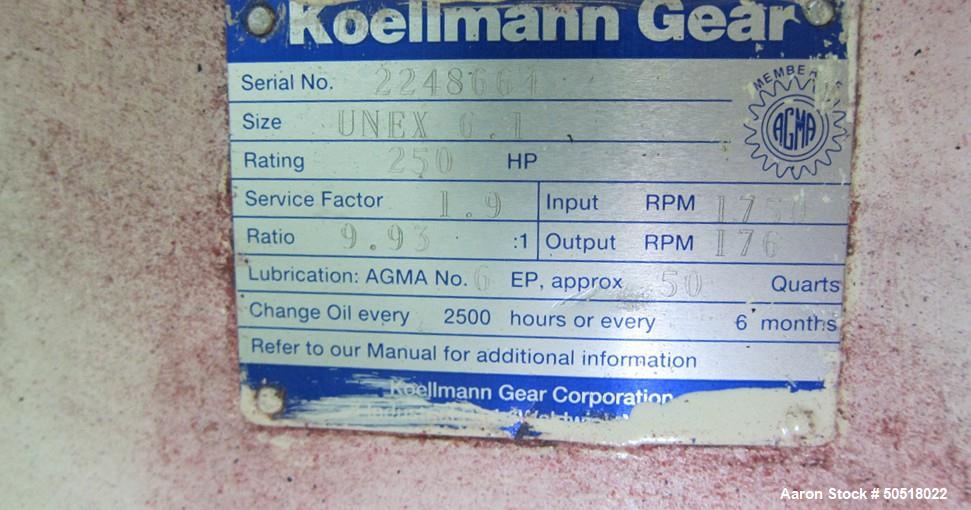 Koellmann Gear
MEMBER
AGMA
Serial No. 2248664
Size UNEX 6.1
Rating 250 HP
Service Factor 1.9 Input RPM 1750
Ratio 9.93 :1 Output RPM 176
Lubrication: AGMA No. 6 EP, approx 50 Quarts
Change Oil every 2500 hours or every 6 months
Refer to our Manual for additional information
Koellmann Gear Corporation
Aaron Stock # 50518022